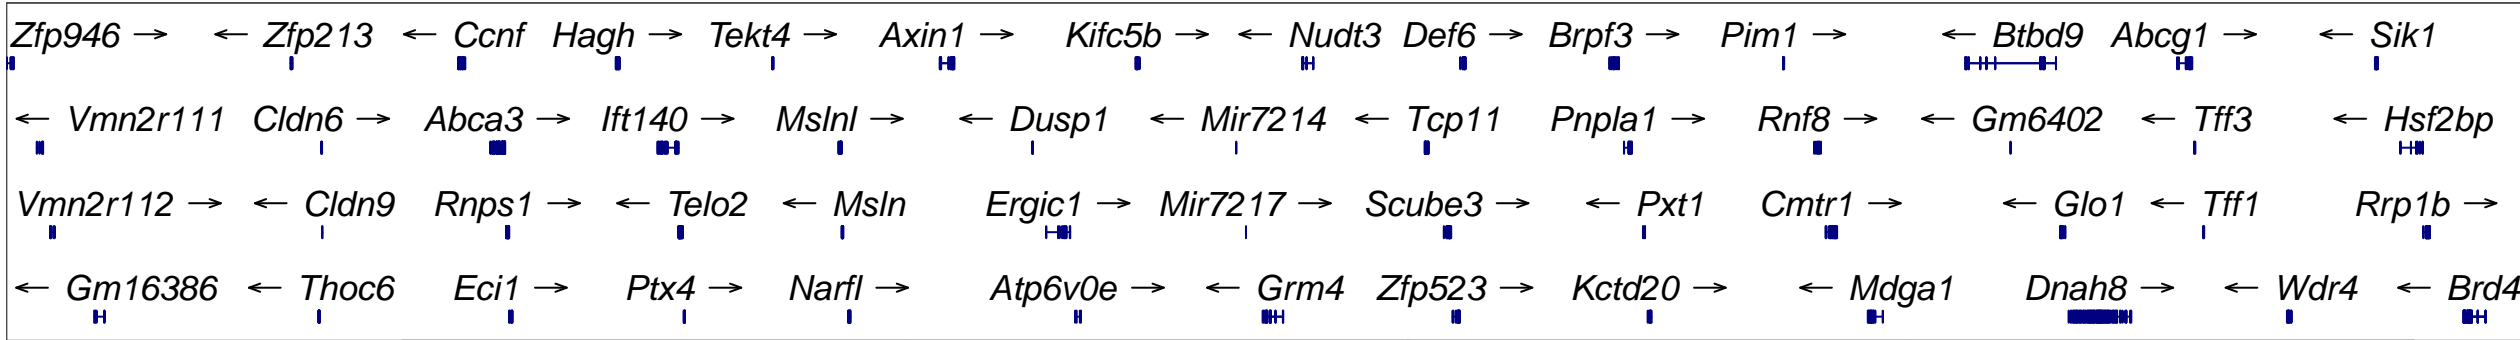 Zfp946 → ← Zfp213 ← Ccnf Hagh → Tekt4 → Axin1 → Kifc5b → ← Nudt3 Def6 → Brpf3 → Pim1 → ← Btbd9 Abcg1 → ← Sik1
← Vmn2r111 Cldn6 → Abca3 → Ift140 → Mslnl → ← Dusp1 ← Mir7214 ← Tcp11 Pnpla1 → Rnf8 → ← Gm6402 ← Tff3 ← Hsf2bp
Vmn2r112 → ← Cldn9 Rnps1 → ← Telo2 ← Msln Ergic1 → Mir7217 → Scube3 → ← Pxt1 Cmtr1 → ← Glo1 ← Tff1 Rrp1b →
← Gm16386 ← Thoc6 Eci1 → Ptx4 → Narfl → Atp6v0e → ← Grm4 Zfp523 → Kctd20 → ← Mdga1 Dnah8 → ← Wdr4 ← Brd4